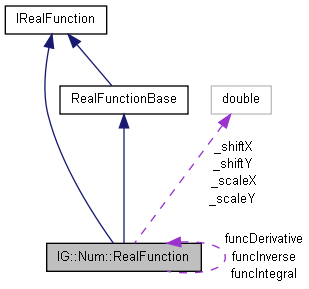 IRealFunction
RealFunctionBase
double
_shiftX
_shiftY
_scaleX
_scaleY
IG::Num::RealFunction
funcDerivative
funcInverse
funcIntegral